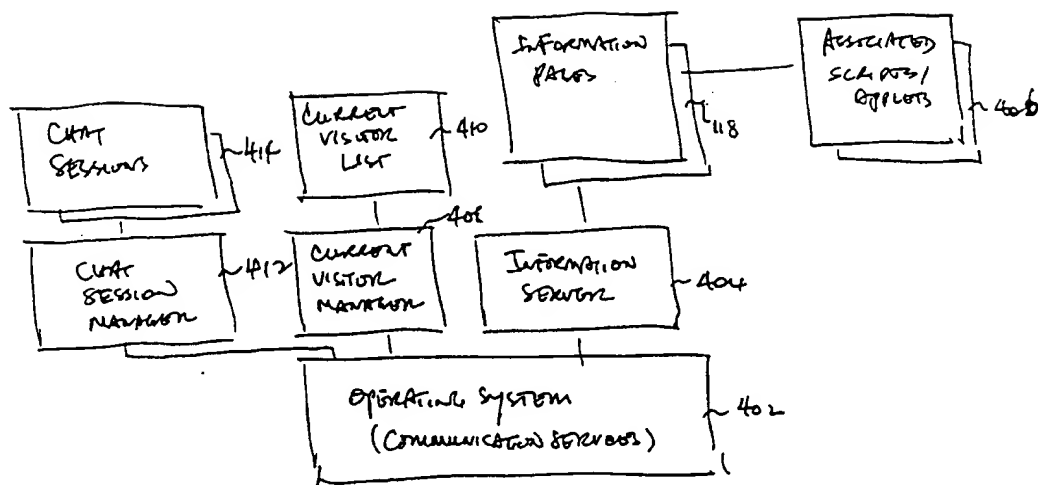 INFORMATION
PAGES
118
ASSOCIATED
SCRIPTS/
APPLETS
406
CHAT
SESSIONS
414
CURRENT
VISITOR
LIST
410
CHAT
SESSION
MANAGER
412
CURRENT
VISITOR
MANAGER
408
INFORMATION
SERVER
404
OPERATING SYSTEM
(COMMUNICATION SERVICES)
402